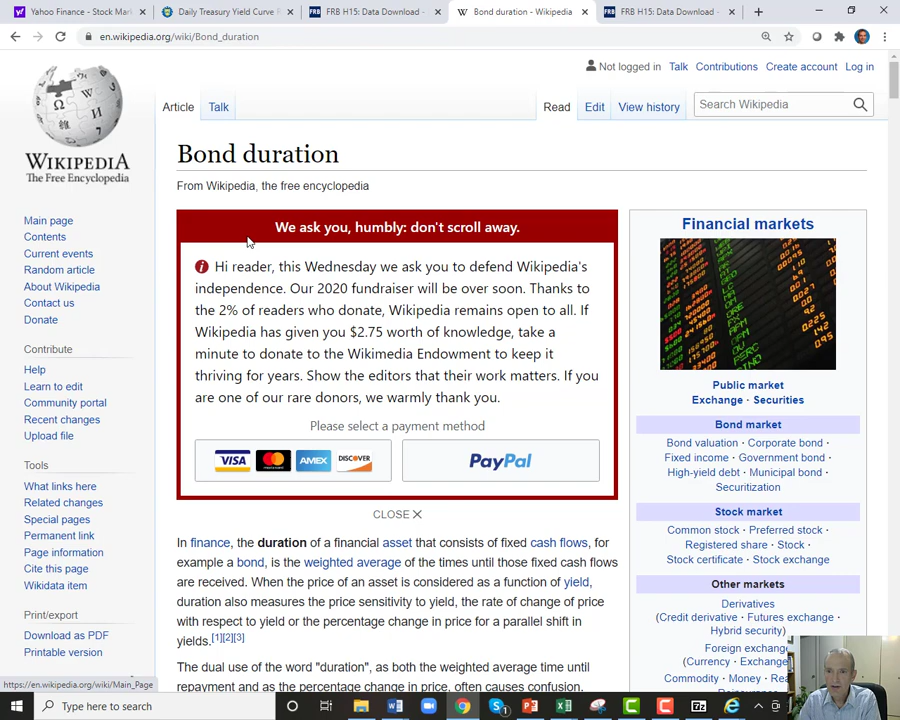 Yahoo Finance - Stock Mar
Daily Treasury Yield Curve R
FRB H15: Data Download -
Bond duration - Wikipedia
FRB H15: Data Download -
en.wikipedia.org/wiki/Bond_duration
Not logged in Talk Contributions Create account Log in
Article Talk Read Edit View history Search Wikipedia
WIKIPEDIA
The Free Encyclopedia
Main page
Contents
Current events
Random article
About Wikipedia
Contact us
Donate
Contribute
Help
Learn to edit
Community portal
Recent changes
Upload file
Tools
What links here
Related changes
Special pages
Permanent link
Page information
Cite this page
Wikidata item
Print/export
Download as PDF
Printable version
Bond duration
From Wikipedia, the free encyclopedia
We ask you, humbly: don't scroll away.
Hi reader, this Wednesday we ask you to defend Wikipedia's
independence. Our 2020 fundraiser will be over soon. Thanks to
the 2% of readers who donate, Wikipedia remains open to all. If
Wikipedia has given you $2.75 worth of knowledge, take a
minute to donate to the Wikimedia Endowment to keep it
thriving for years. Show the editors that their work matters. If you
are one of our rare donors, we warmly thank you.
Please select a payment method
VISA MasterCard AMEX DISCOVER
PayPal
CLOSE
In finance, the duration of a financial asset that consists of fixed cash flows, for
example a bond, is the weighted average of the times until those fixed cash flows
are received. When the price of an asset is considered as a function of yield,
duration also measures the price sensitivity to yield, the rate of change of price
with respect to yield or the percentage change in price for a parallel shift in
yields.[1][2][3]
The dual use of the word "duration", as both the weighted average time until
repayment and as the percentage change in price, often causes confusion.
Financial markets
Public market
Exchange · Securities
Bond market
Bond valuation · Corporate bond ·
Fixed income · Government bond ·
High-yield debt · Municipal bond ·
Securitization
Stock market
Common stock · Preferred stock ·
Registered share · Stock ·
Stock certificate · Stock exchange
Other markets
Derivatives
(Credit derivative · Futures exchange ·
Hybrid security)
Foreign
(Currency · Exchange
Commodity · Money · Rea
https://en.wikipedia.org/wiki/Main_Page
Type here to search